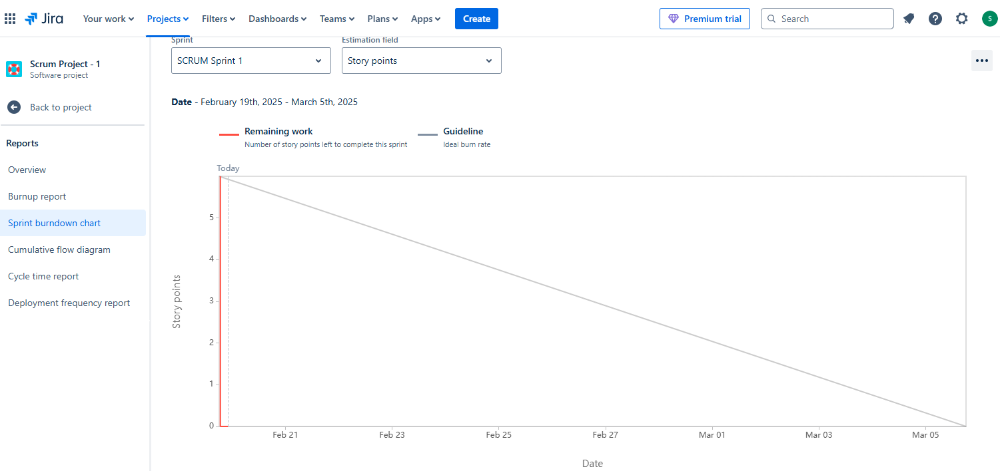 Jira
Your work
Projects
Filters
Dashboards
Teams
Plans
Apps
Create
Premium trial
Search
S
Scrum Project - 1
Software project
Back to project
Reports
Overview
Burnup report
Sprint burndown chart
Cumulative flow diagram
Cycle time report
Deployment frequency report
Sprint
Estimation field
SCRUM Sprint 1
Story points
Date - February 19th, 2025 - March 5th, 2025
Remaining work
Number of story points left to complete this sprint
Guideline
Ideal burn rate
Today
Story points
5
4
3
2
1
0
Feb 21
Feb 23
Feb 25
Feb 27
Mar 01
Mar 03
Mar 05
Date